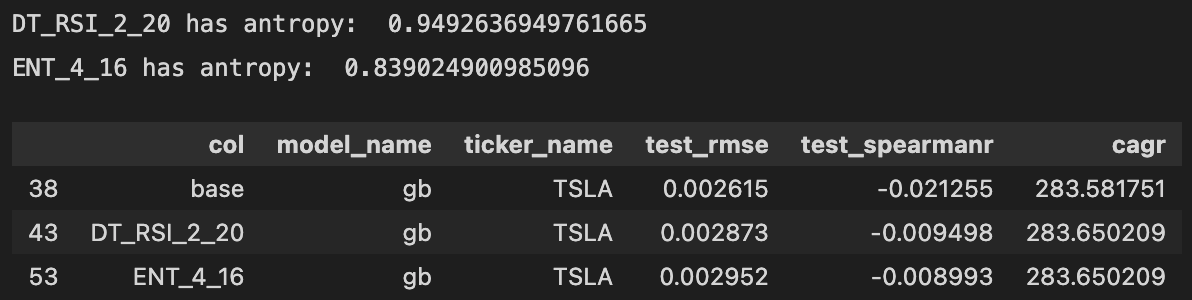 DT_RSI_2_20 has antropy:  0.9492636949761665
ENT_4_16 has antropy:  0.839024900985096
col model_name ticker_name test_rmse test_spearmanr cagr
38 base gb TSLA 0.002615 -0.021255 283.581751
43 DT_RSI_2_20 gb TSLA 0.002873 -0.009498 283.650209
53 ENT_4_16 gb TSLA 0.002952 -0.008993 283.650209